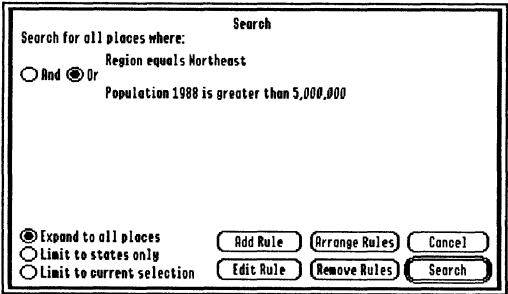 Search
Search for all places where:
Region equals Northeast
And Or
Population 1988 is greater than 5,000,000
Expand to all places
Limit to states only
Limit to current selection
Add Rule Arrange Rules Cancel
Edit Rule Remove Rules Search